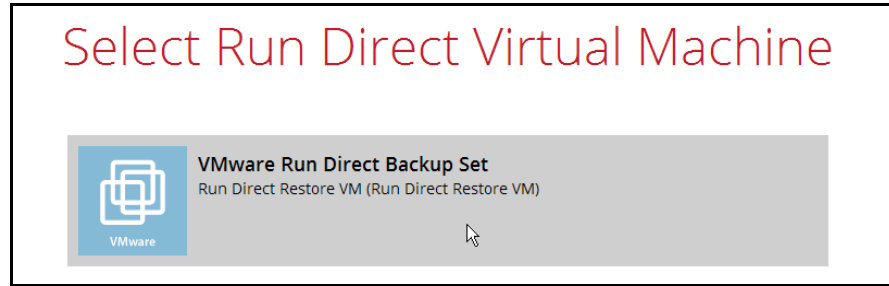 Select Run Direct Virtual Machine
VMware Run Direct Backup Set
Run Direct Restore VM (Run Direct Restore VM)
VMware